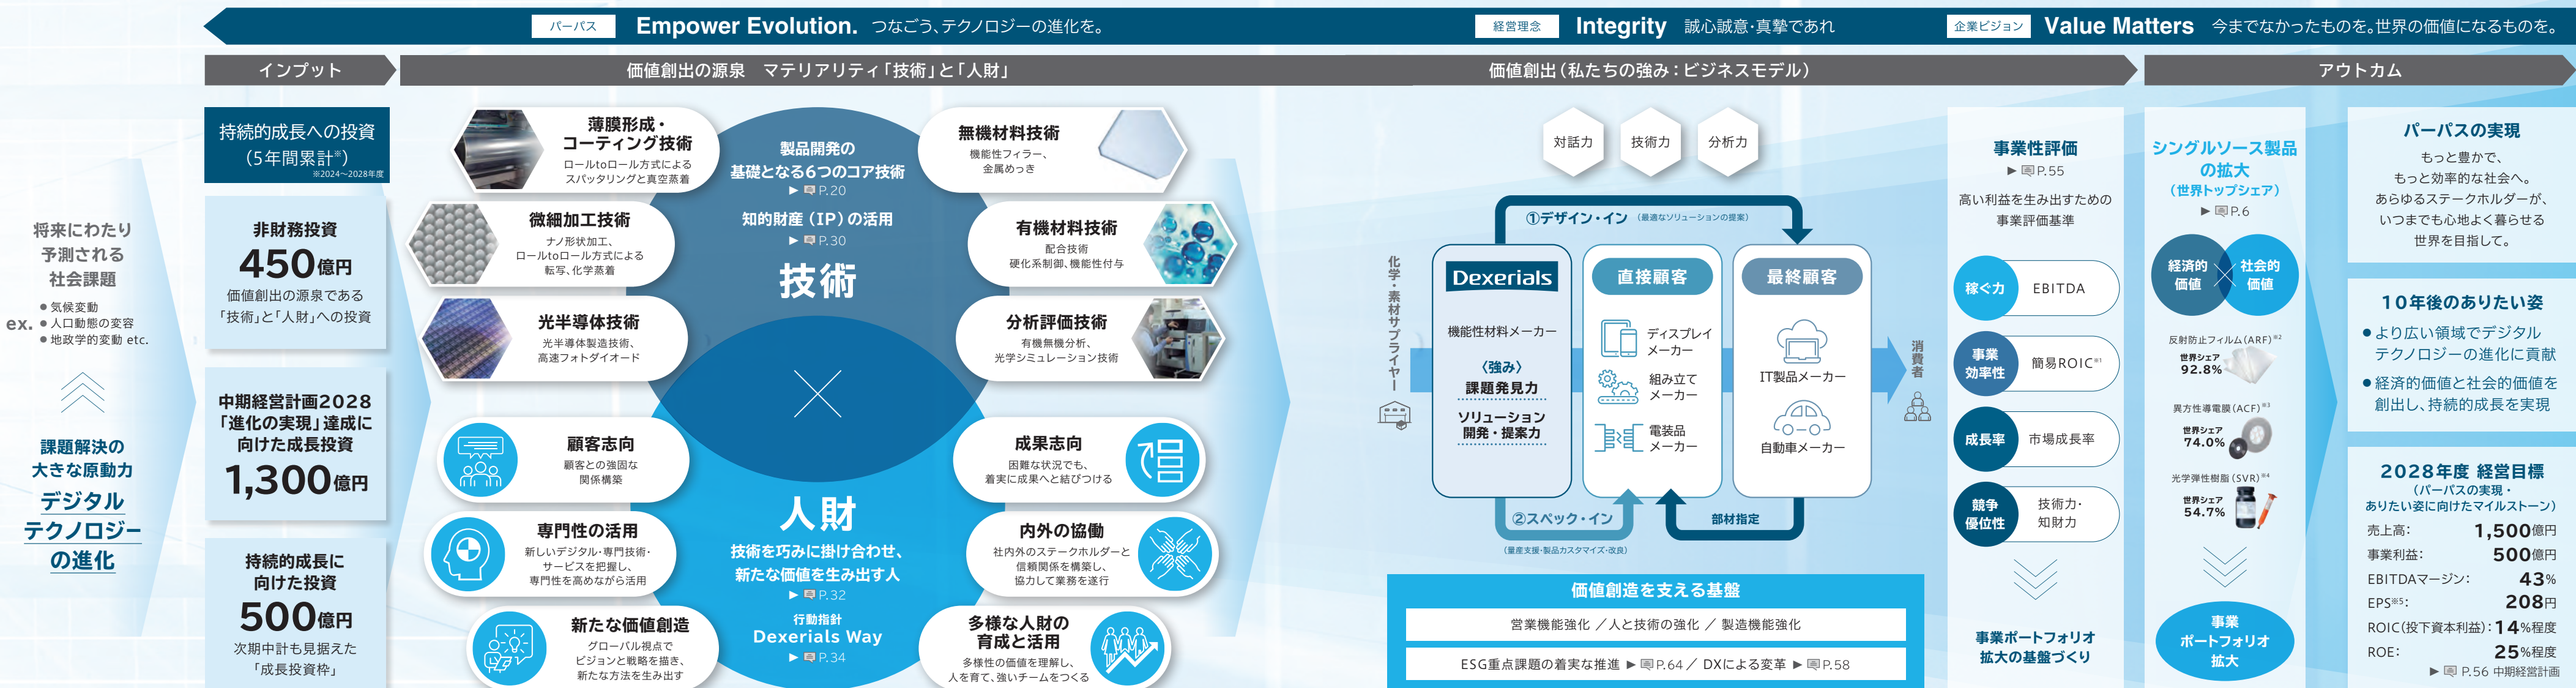 パーパス Empower Evolution. つなごう、テクノロジーの進化を。
経営理念 Integrity 誠心誠意・真摯であれ
企業ビジョン Value Matters 今までなかったものを。世界の価値になるものを。
インプット
価値創出の源泉 マテリアリティ「技術」と「人財」
価値創出（私たちの強み：ビジネスモデル）
アウトカム
将来にわたり
予測される
社会課題
ex.
●気候変動
●人口動態の変容
●地政学的変動 etc.
課題解決の
大きな原動力
デジタル
テクノロジー
の進化
持続的成長への投資
（5年間累計※）
※2024〜2028年度
非財務投資
450億円
価値創出の源泉である
「技術」と「人財」への投資
中期経営計画2028
「進化の実現」達成に
向けた成長投資
1,300億円
持続的成長に
向けた投資
500億円
次期中計も見据えた
「成長投資枠」
薄膜形成・
コーティング技術
ロールtoロール方式による
スパッタリングと真空蒸着
微細加工技術
ナノ形状加工、
ロールtoロール方式による
転写、化学蒸着
光半導体技術
光半導体製造技術、
高速フォトダイオード
製品開発の
基礎となる6つのコア技術
▶ P.20
知的財産（IP）の活用
▶ P.30
技術
無機材料技術
機能性フィラー、
金属めっき
有機材料技術
配合技術
硬化系制御、機能性付与
分析評価技術
有機無機分析、
光学シミュレーション技術
顧客志向
顧客との強固な
関係構築
専門性の活用
新しいデジタル・専門技術・
サービスを把握し、
専門性を高めながら活用
新たな価値創造
グローバル視点で
ビジョンと戦略を描き、
新たな方法を生み出す
人財
技術を巧みに掛け合わせ、
新たな価値を生み出す人
▶ P.32
行動指針
Dexerials Way
▶ P.34
成果志向
困難な状況でも、
着実に成果へと結びつける
内外の協働
社内外のステークホルダーと
信頼関係を構築し、
協力して業務を遂行
多様な人財の
育成と活用
多様性の価値を理解し、
人を育て、強いチームをつくる
対話力
技術力
分析力
①デザイン・イン （最適なソリューションの提案）
化学・素材サプライヤー
Dexerials
機能性材料メーカー
〈強み〉
課題発見力
ソリューション
開発・提案力
直接顧客
ディスプレイ
メーカー
組み立て
メーカー
電装品
メーカー
最終顧客
IT製品メーカー
自動車メーカー
消費者
②スペック・イン
（量産支援・製品カスタマイズ・改良）
部材指定
価値創造を支える基盤
営業機能強化 ／人と技術の強化 ／ 製造機能強化
ESG重点課題の着実な推進 ▶ P.64 ／ DXによる変革 ▶ P.58
事業性評価
▶ P.55
高い利益を生み出すための
事業評価基準
稼ぐ力 EBITDA
事業
効率性
簡易ROIC※1
成長率 市場成長率
競争
優位性
技術力・
知財力
事業ポートフォリオ
拡大の基盤づくり
シングルソース製品
の拡大
（世界トップシェア）
▶ P.6
経済的
価値
社会的
価値
反射防止フィルム（ARF）※2
世界シェア
92.8%
異方性導電膜（ACF）※3
世界シェア
74.0%
光学弾性樹脂（SVR）※4
世界シェア
54.7%
事業
ポートフォリオ
拡大
パーパスの実現
もっと豊かで、
もっと効率的な社会へ。
あらゆるステークホルダーが、
いつまでも心地よく暮らせる
世界を目指して。
10年後のありたい姿
●より広い領域でデジタル
テクノロジーの進化に貢献
●経済的価値と社会的価値を
創出し、持続的成長を実現
2028年度 経営目標
（パーパスの実現・
ありたい姿に向けたマイルストーン）
売上高： 1,500億円
事業利益： 500億円
EBITDAマージン： 43%
EPS※5： 208円
ROIC（投下資本利益）：14%程度
ROE： 25%程度
▶ P.56 中期経営計画